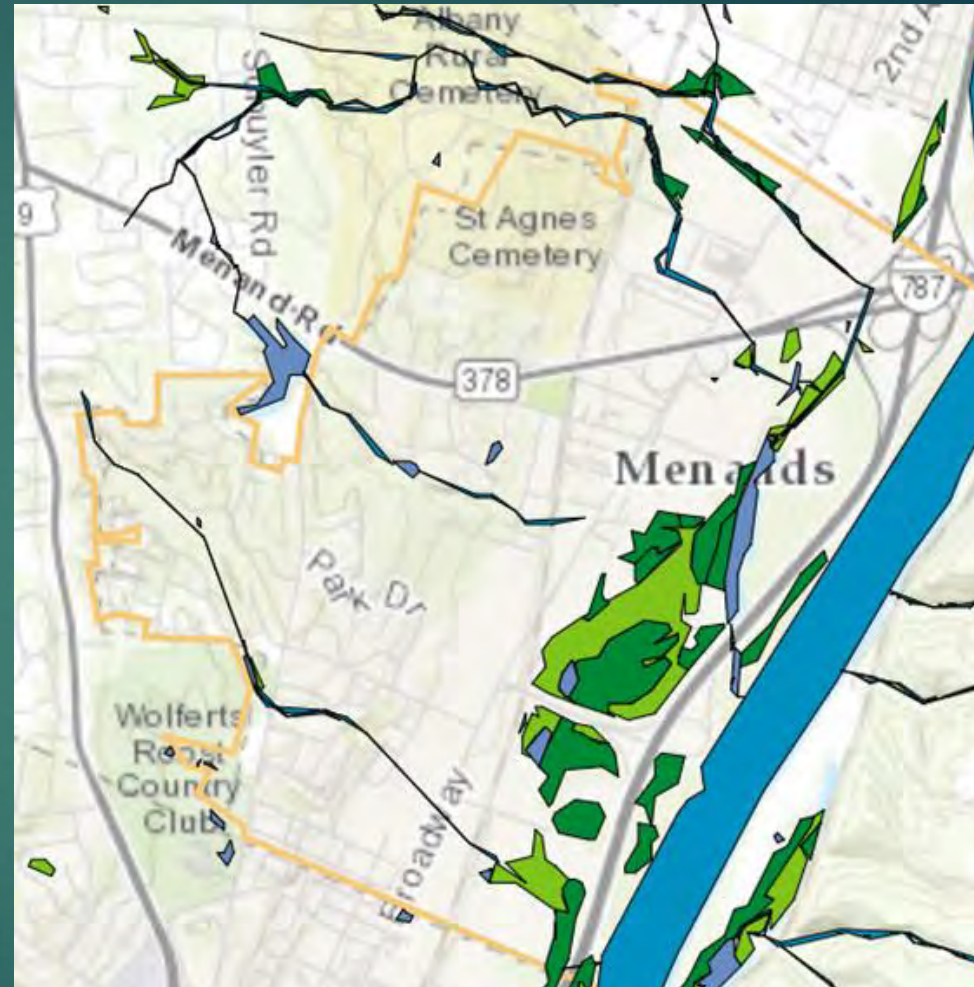 Albany
Rural
Cemetery
2nd A
Schuyler Rd
9
St Agnes
Cemetery
Menand Rd
787
378
Menands
Park Dr
Wolferts
Roost
Country
Club
Broadway